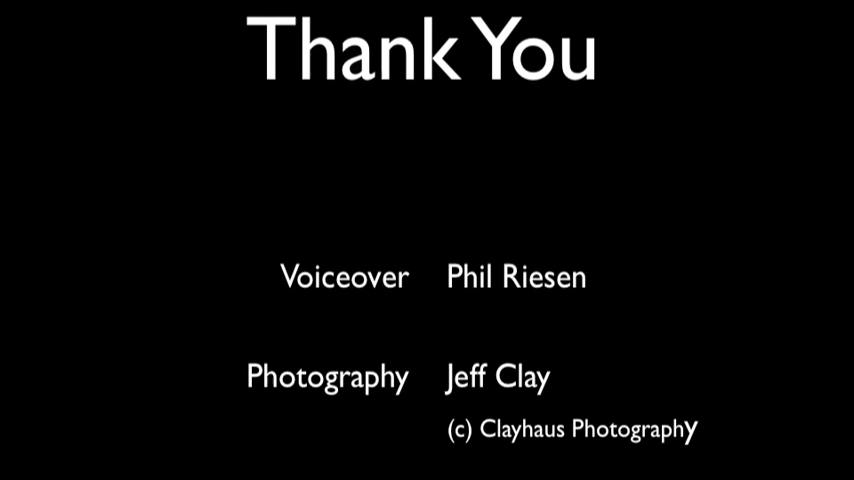 Thank You
Voiceover Phil Riesen
Photography Jeff Clay
(c) Clayhaus Photography